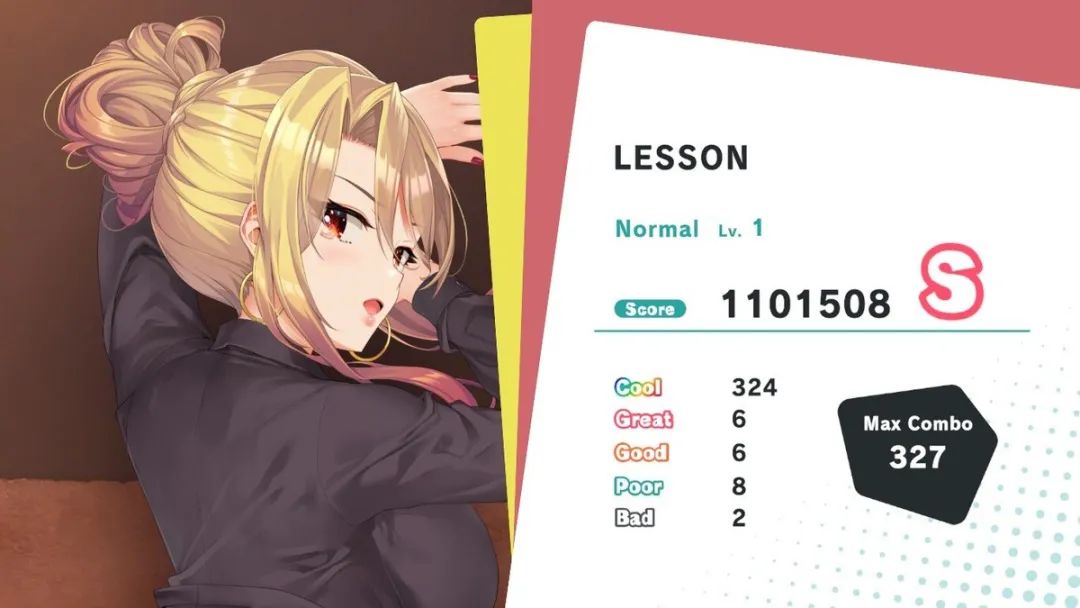 LESSON
Normal Lv. 1
Score 1101508 S
Cool 324
Great 6
Good 6
Poor 8
Bad 2
Max Combo
327